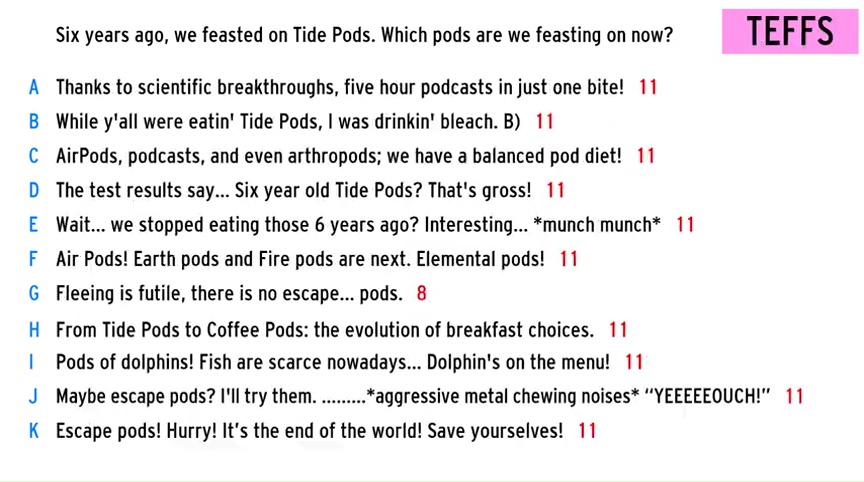 Six years ago, we feasted on Tide Pods. Which pods are we feasting on now?
TEFFS
A Thanks to scientific breakthroughs, five hour podcasts in just one bite! 11
B While y'all were eatin' Tide Pods, I was drinkin' bleach. B) 11
C AirPods, podcasts, and even arthropods; we have a balanced pod diet! 11
D The test results say... Six year old Tide Pods? That's gross! 11
E Wait... we stopped eating those 6 years ago? Interesting... *munch munch* 11
F Air Pods! Earth pods and Fire pods are next. Elemental pods! 11
G Fleeing is futile, there is no escape... pods. 8
H From Tide Pods to Coffee Pods: the evolution of breakfast choices. 11
I Pods of dolphins! Fish are scarce nowadays... Dolphin's on the menu! 11
J Maybe escape pods? I'll try them. .........*aggressive metal chewing noises* “YEEEEEOUCH!” 11
K Escape pods! Hurry! It’s the end of the world! Save yourselves! 11